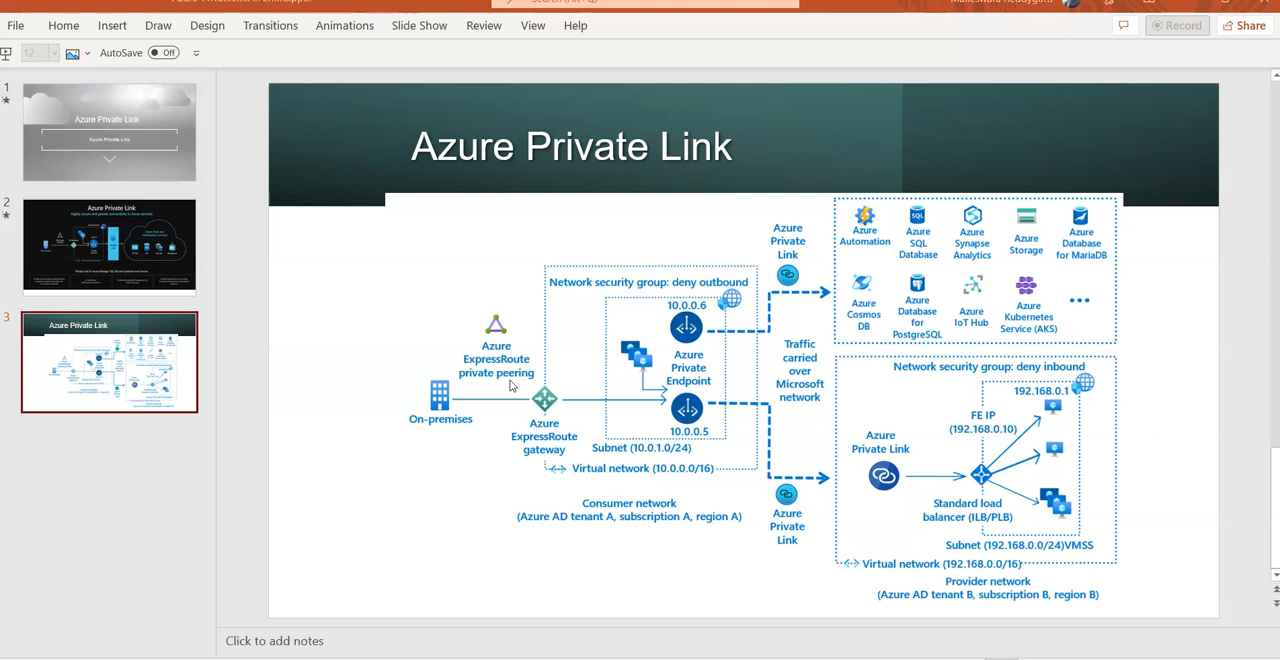 File Home Insert Draw Design Transitions Animations Slide Show Review View Help
Record
Share
12
AutoSave
Off
1
Azure Private Link
Azure Private Link
2
Azure Private Link
3
Azure Private Link
Azure Private Link
Azure
Private
Link
Azure
Automation
Azure
SQL
Database
Azure
Synapse
Analytics
Azure
Storage
Azure
Database
for MariaDB
Azure
Cosmos
DB
Azure
Database
for
PostgreSQL
Azure
IoT Hub
Azure
Kubernetes
Service (AKS)
Network security group: deny outbound
10.0.0.6
Azure
Private
Endpoint
10.0.0.5
Azure
ExpressRoute
private peering
On-premises
Azure
ExpressRoute
gateway
Subnet (10.0.1.0/24)
Virtual network (10.0.0.0/16)
Consumer network
(Azure AD tenant A, subscription A, region A)
Traffic
carried
over
Microsoft
network
Azure
Private
Link
Network security group: deny inbound
192.168.0.1
FE IP
(192.168.0.10)
Azure
Private Link
Standard load
balancer (ILB/PLB)
Subnet (192.168.0.0/24)VMSS
Virtual network (192.168.0.0/16)
Provider network
(Azure AD tenant B, subscription B, region B)
Click to add notes